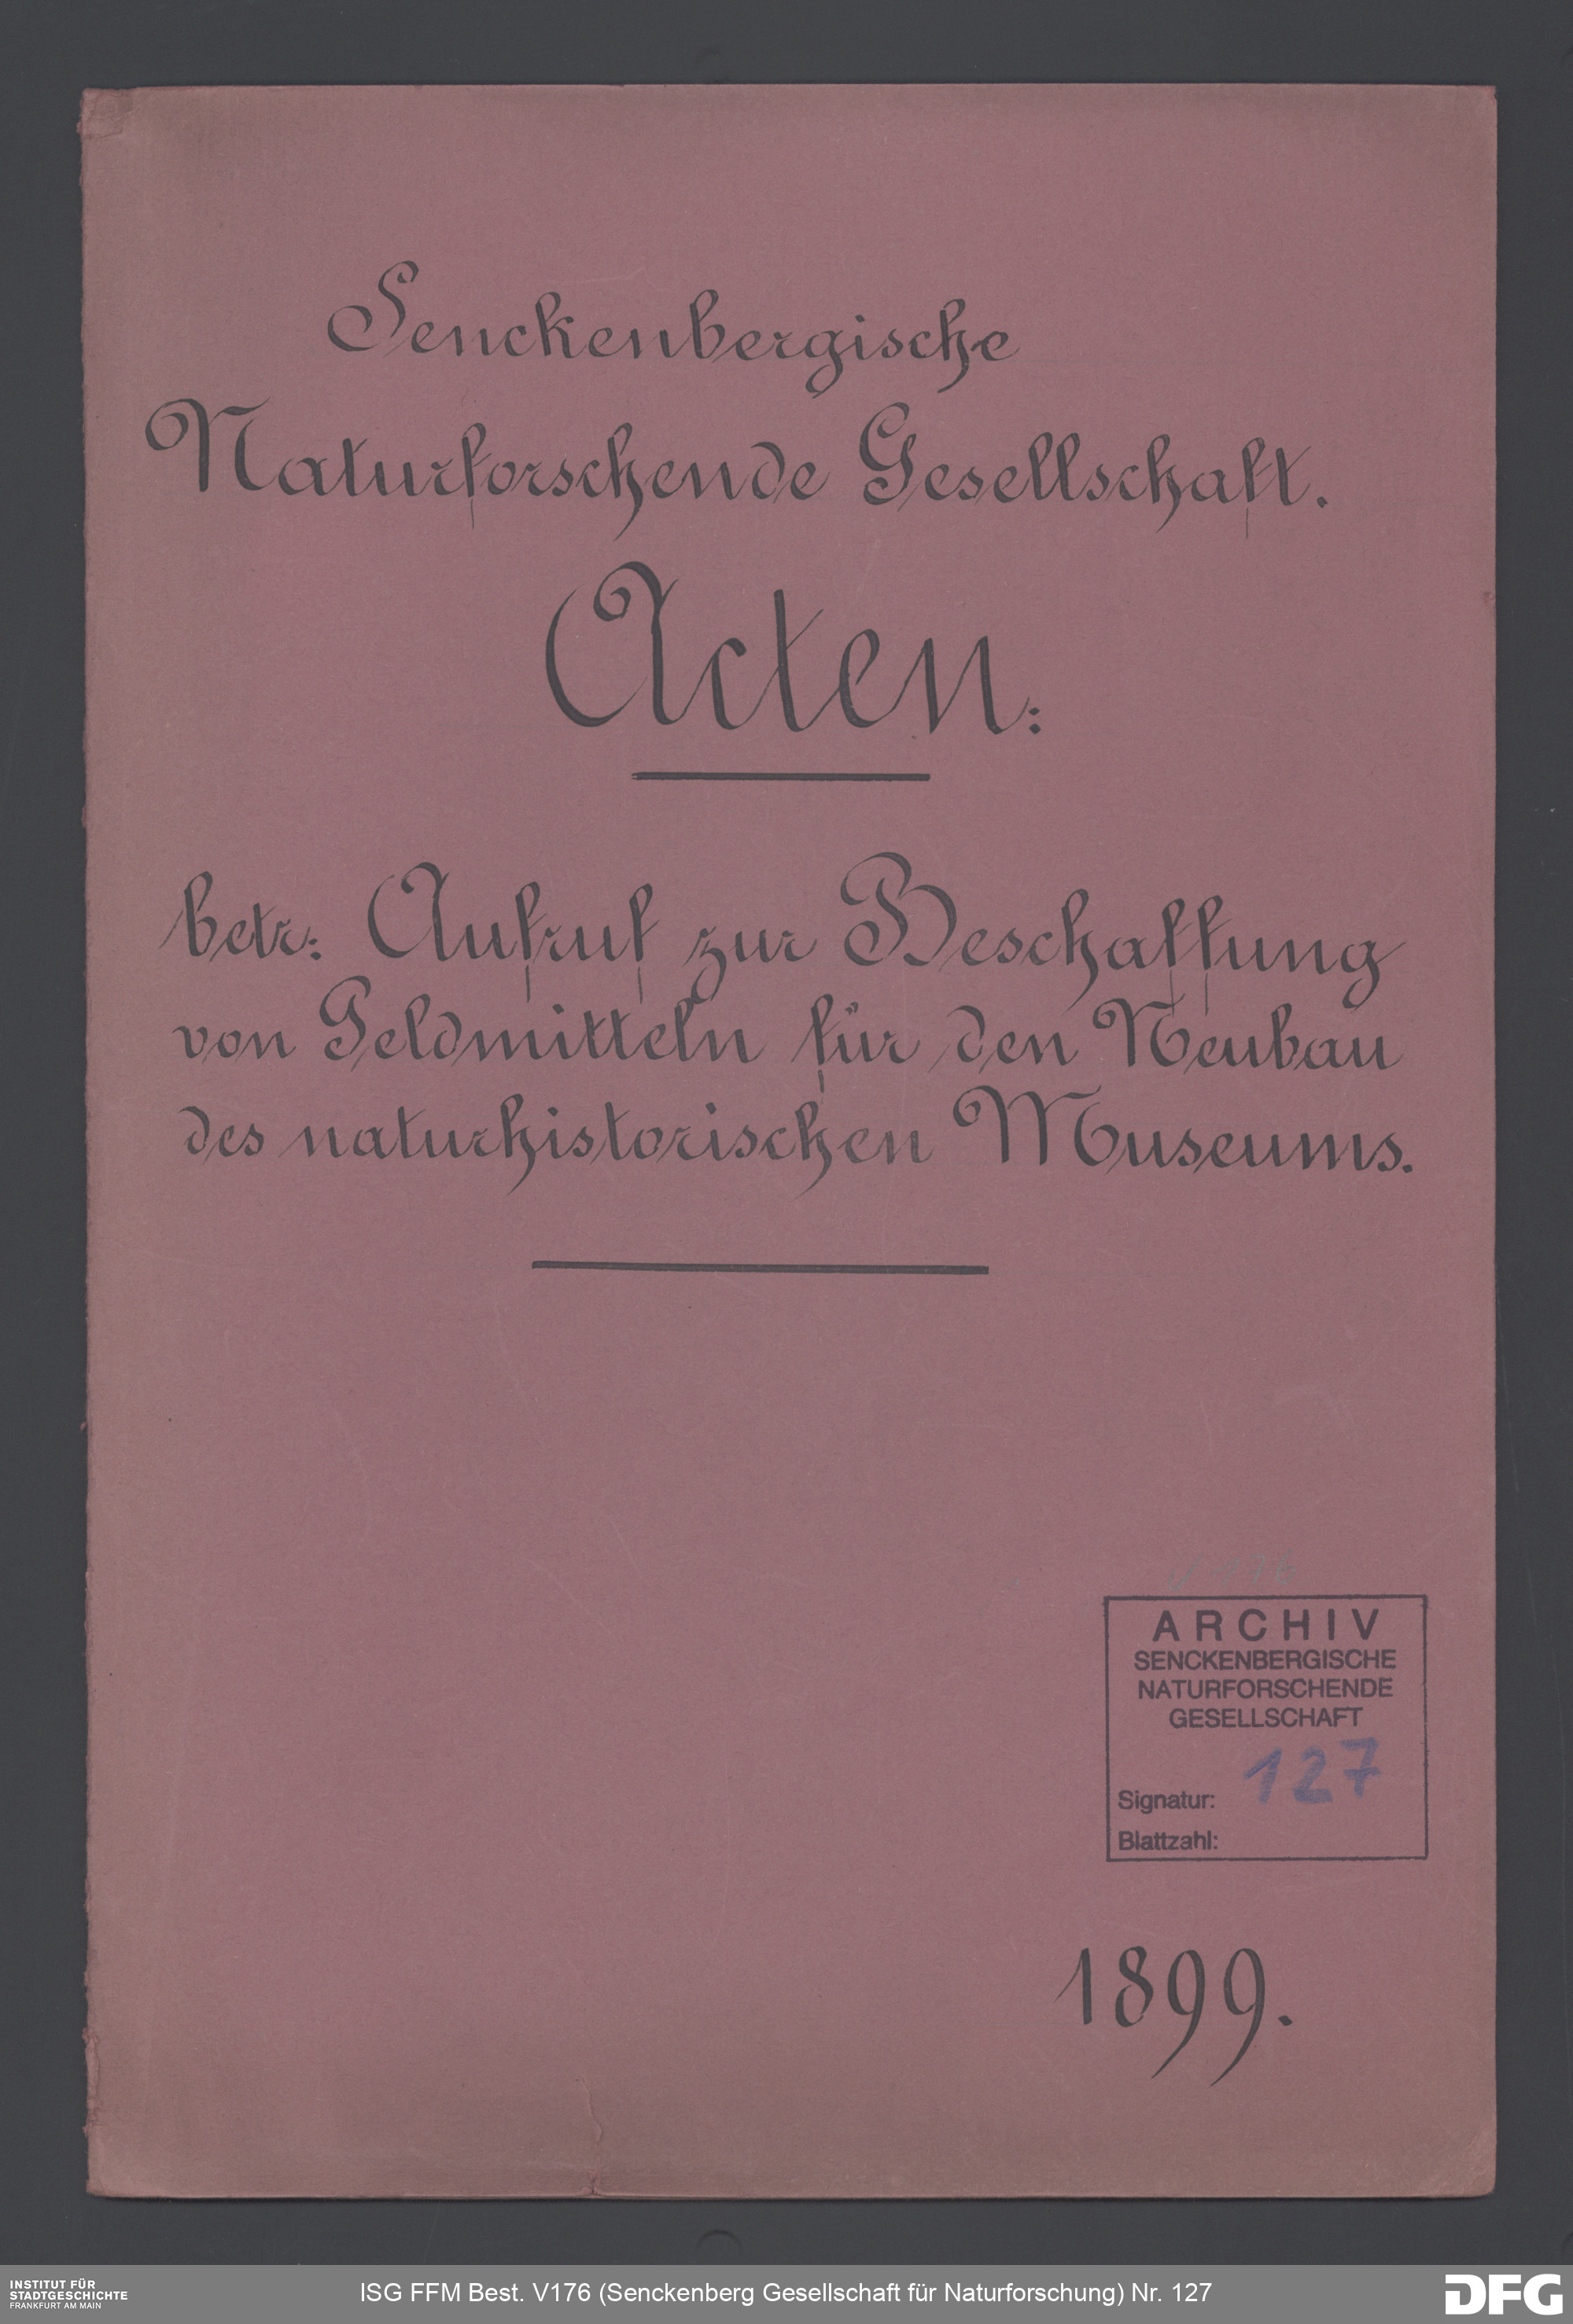 Senckenbergische
Naturforschende Gesellschaft.
Acten:
betr: Aufruf zur Beschaffung
von Geldmitteln für den Neubau
des naturhistorischen Museums.
V 176
ARCHIV
SENCKENBERGISCHE
NATURFORSCHENDE
GESELLSCHAFT
Signatur: 127
Blattzahl:
1899.
INSTITUT FÜR
STADTGESCHICHTE
FRANKFURT AM MAIN
ISG FFM Best. V176 (Senckenberg Gesellschaft für Naturforschung) Nr. 127
DFG